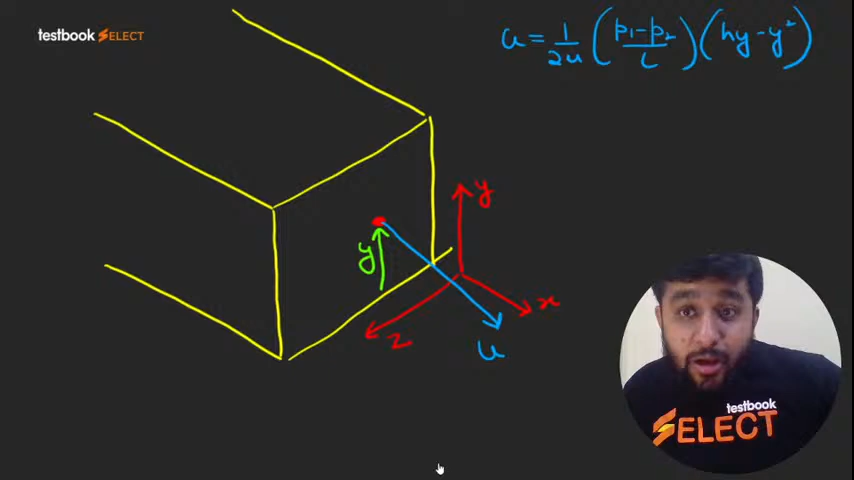 testbook SELECT
u = 1/2μ (p₁-p₂/L) (hy - y²)
y
y
x
z
u
testbook
SELECT